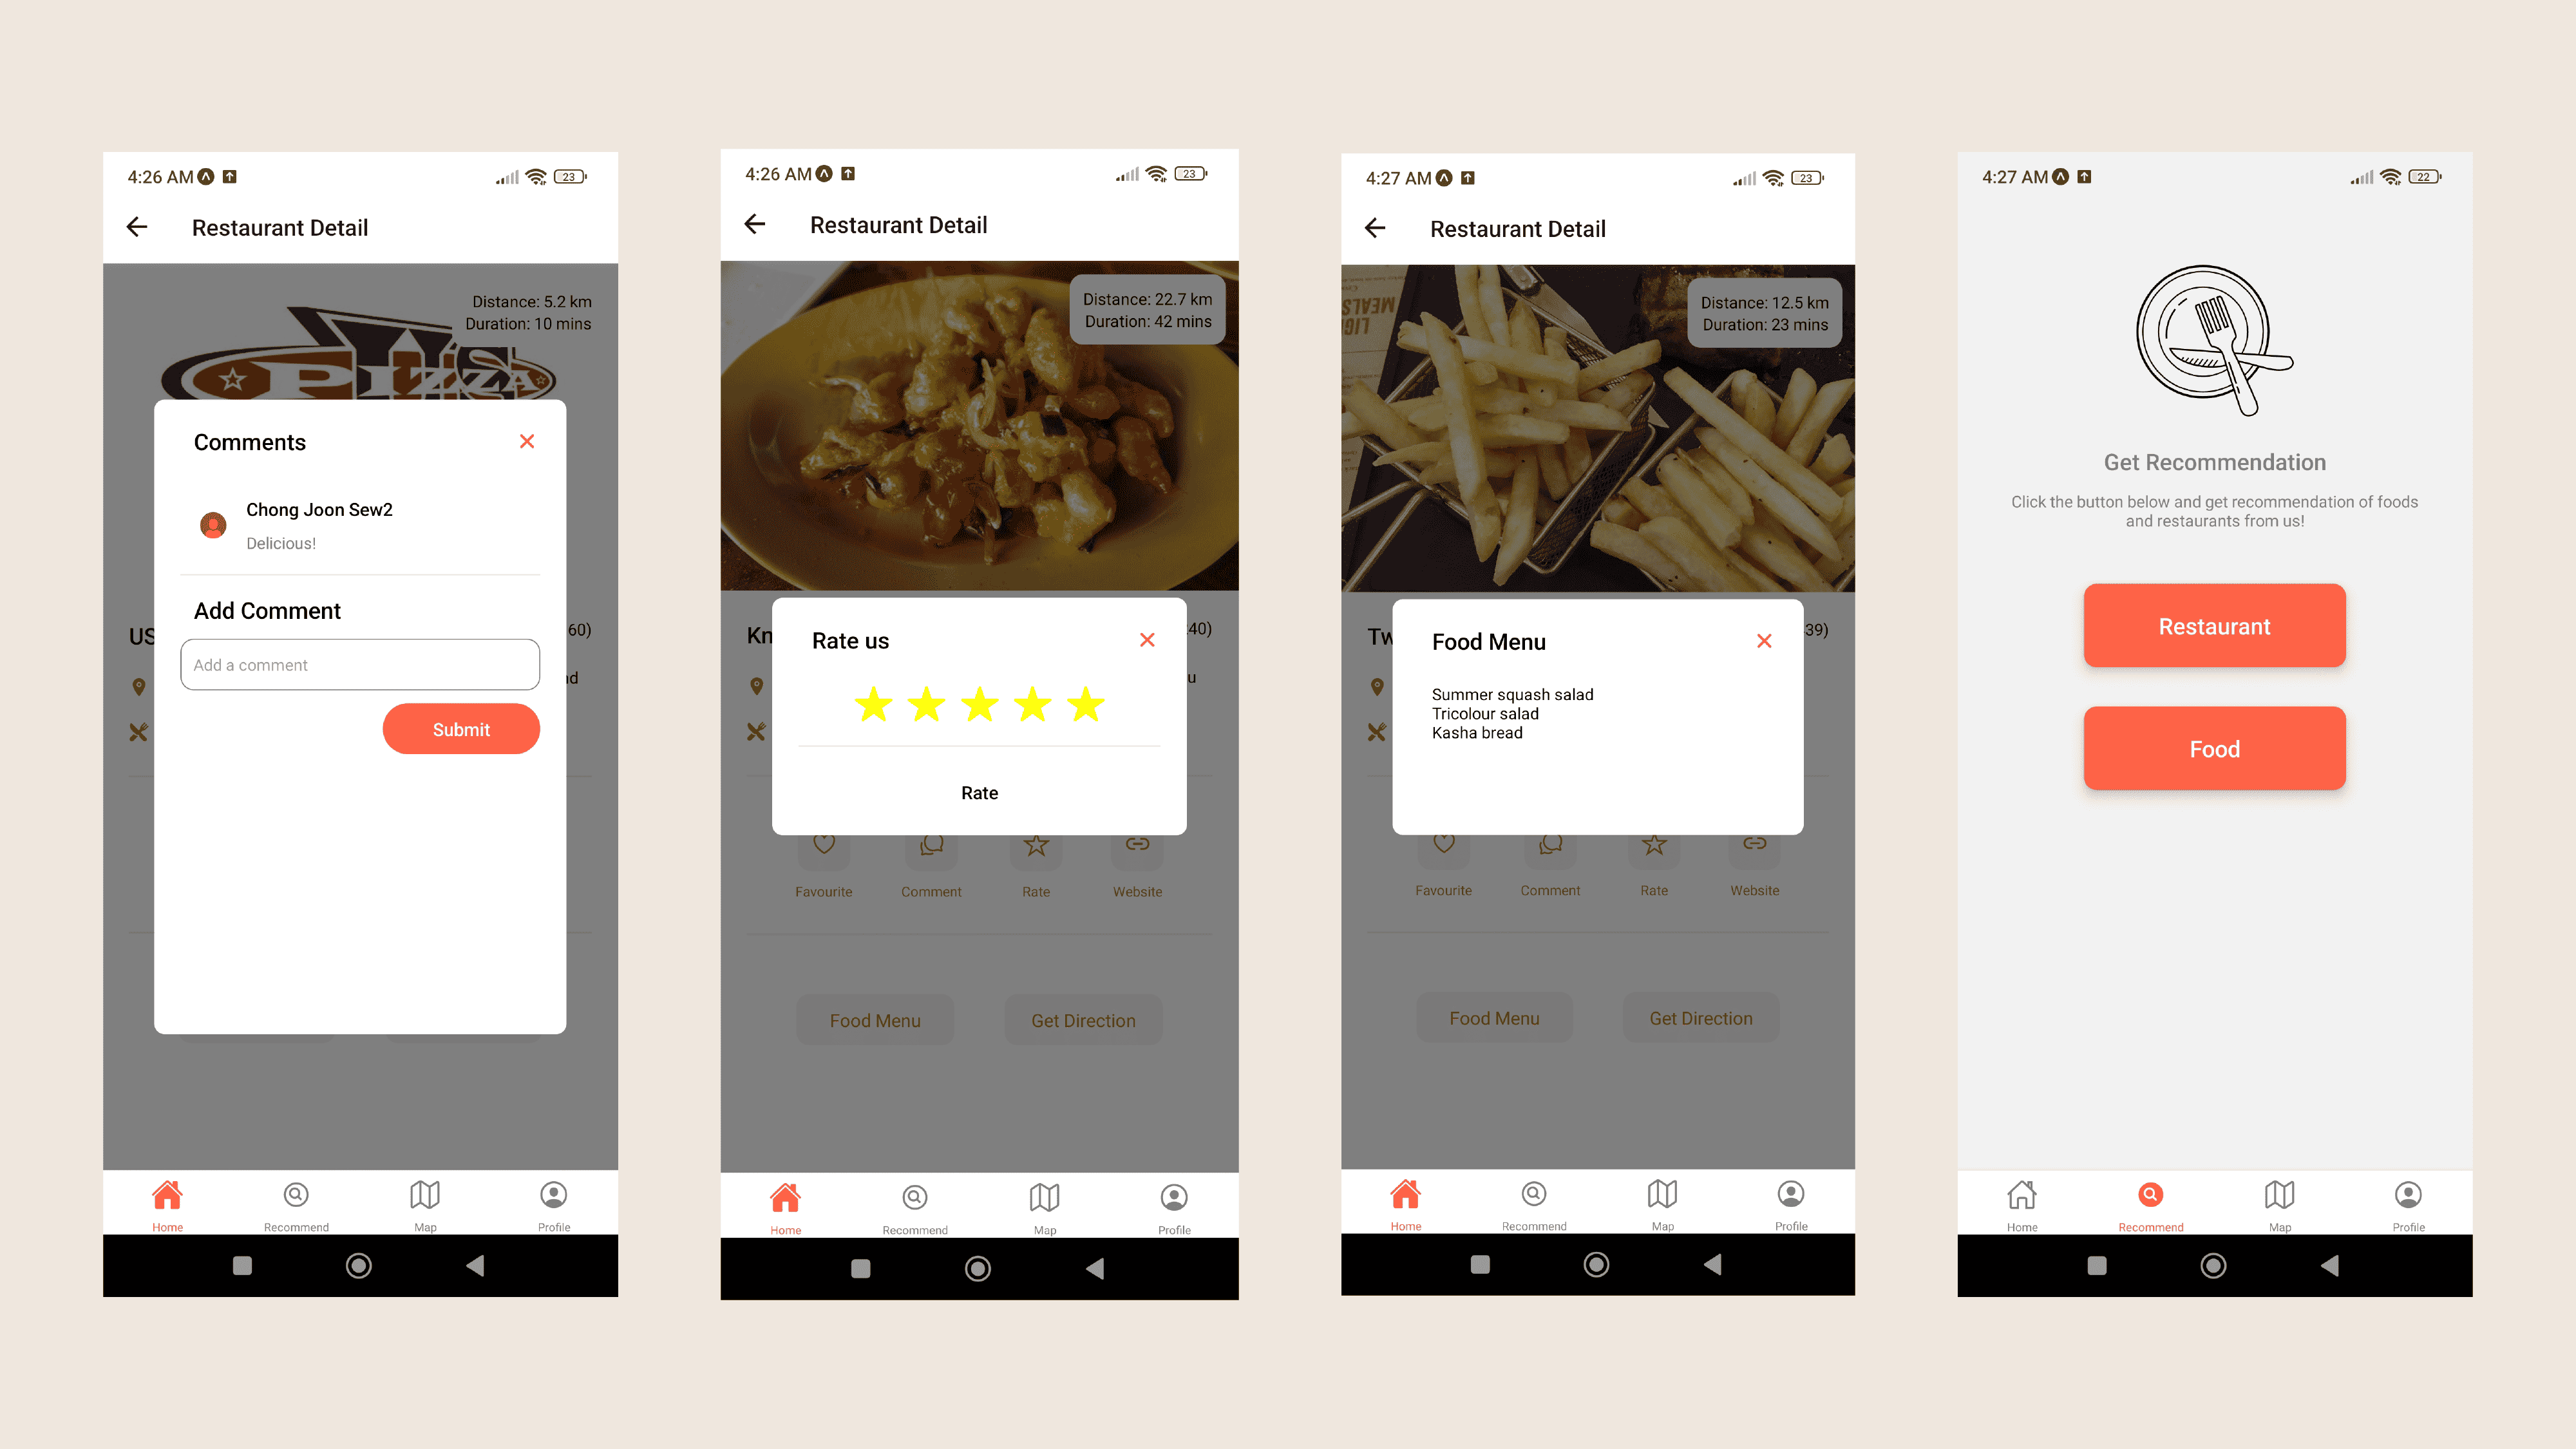 4:26 AM
23
Restaurant Detail
Distance: 5.2 km
Duration: 10 mins
US PIZZA
Comments
Chong Joon Sew2
Delicious!
Add Comment
US
60)
Add a comment
Submit
Home
Recommend
Map
Profile
4:26 AM
23
Restaurant Detail
Distance: 22.7 km
Duration: 42 mins
Rate us
Kn
40)
u
Rate
Favourite
Comment
Rate
Website
Food Menu
Get Direction
Home
Recommend
Map
Profile
4:27 AM
23
Restaurant Detail
MEALS
LIGH
Distance: 12.5 km
Duration: 23 mins
Food Menu
Tw
39)
Summer squash salad
Tricolour salad
Kasha bread
Favourite
Comment
Rate
Website
Food Menu
Get Direction
Home
Recommend
Map
Profile
4:27 AM
22
Get Recommendation
Click the button below and get recommendation of foods
and restaurants from us!
Restaurant
Food
Home
Recommend
Map
Profile